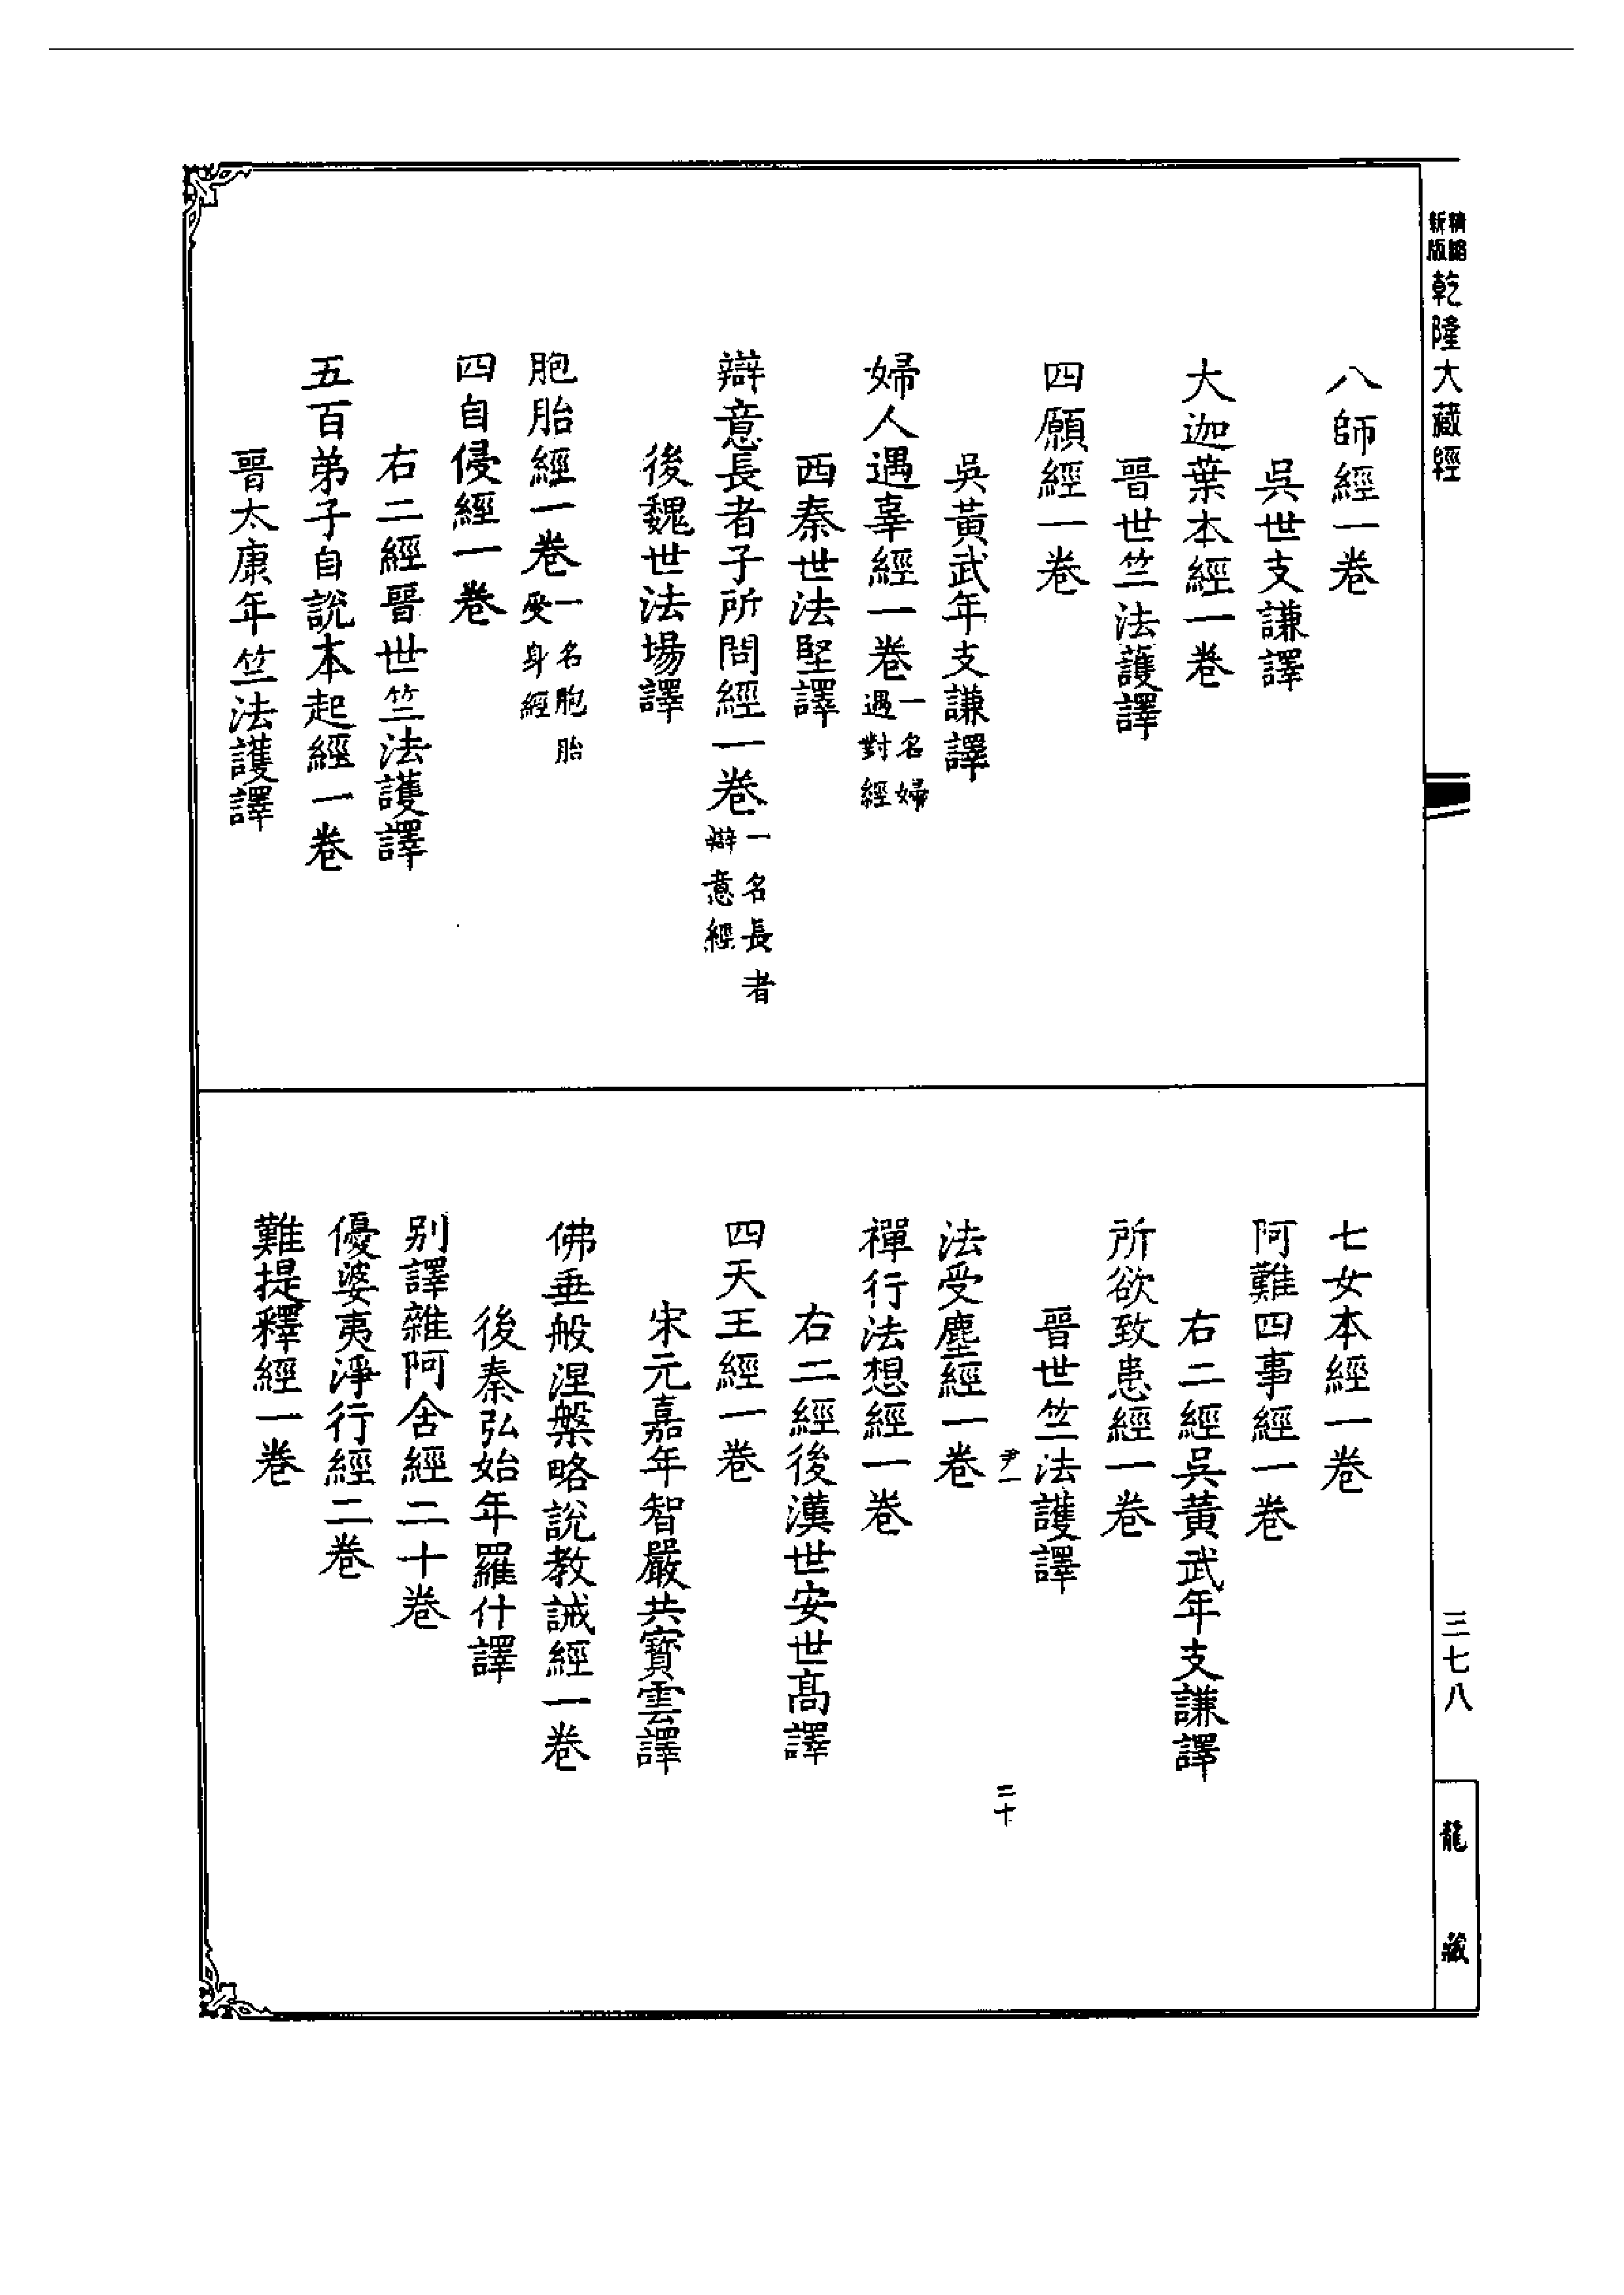 精縮
新版
乾隆大藏經
八師經一卷
吳世支謙譯
大迦葉本經一卷
晉世竺法護譯
四願經一卷
吳黃武年支謙譯
婦人遇辜經一卷一名婦遇對經
西秦世法堅譯
辯意長者子所問經一卷一名長者辯意經
後魏世法場譯
胞胎經一卷一名胞胎受身經
四自侵經一卷
右二經晉世竺法護譯
五百弟子自說本起經一卷
晉太康年竺法護譯
七女本經一卷
阿難四事經一卷
右二經吳黃武年支謙譯
所欲致患經一卷
晉世竺法護譯
尹一
二十
法受塵經一卷
禪行法想經一卷
右二經後漢世安世高譯
四天王經一卷
宋元嘉年智嚴共寶雲譯
佛垂般涅槃略說教誡經一卷
後秦弘始年羅什譯
别譯雜阿含經二十卷
優婆夷淨行經二卷
難提釋經一卷
三七八
龍藏